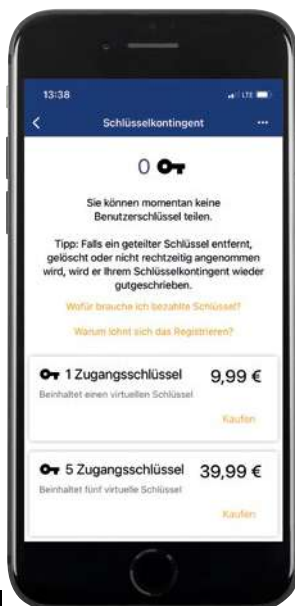 13:38
LTE
Schlüsselkontingent
0
Sie können momentan keine
Benutzerschlüssel teilen.
Tipp: Falls ein geteilter Schlüssel entfernt,
gelöscht oder nicht rechtzeitig angenommen
wird, wird er Ihrem Schlüsselkontingent wieder
gutgeschrieben.
Wofür brauche ich bezahlte Schlüssel?
Warum lohnt sich das Registrieren?
1 Zugangsschlüssel 9,99 €
Beinhaltet einen virtuellen Schlüssel
Kaufen
5 Zugangsschlüssel 39,99 €
Beinhaltet fünf virtuelle Schlüssel
Kaufen